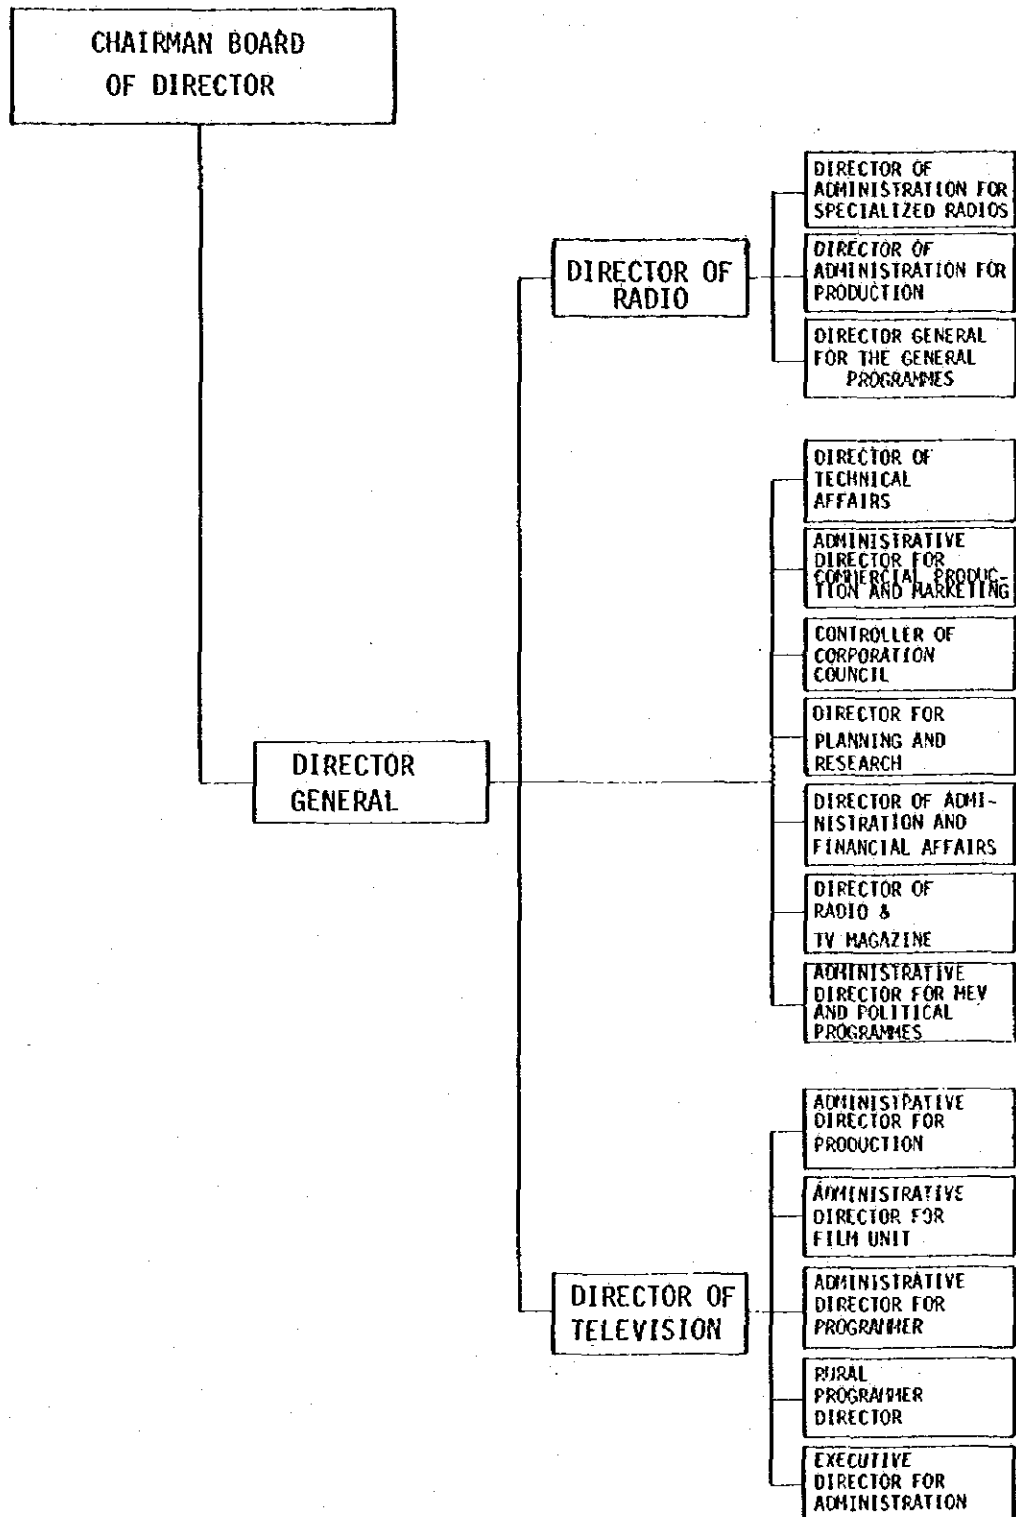 CHAIRMAN BOARD
OF DIRECTOR
DIRECTOR OF
ADMINISTRATION FOR
SPECIALIZED RADIOS
DIRECTOR OF
RADIO
DIRECTOR OF
ADMINISTRATION FOR
PRODUCTION
DIRECTOR GENERAL
FOR THE GENERAL
PROGRAMMES
DIRECTOR OF
TECHNICAL
AFFAIRS
ADMINISTRATIVE
DIRECTOR FOR
COMMERCIAL PRODUC-
TION AND MARKETING
CONTROLLER OF
CORPORATION
COUNCIL
DIRECTOR FOR
PLANNING AND
RESEARCH
DIRECTOR
GENERAL
DIRECTOR OF ADMI-
NISTRATION AND
FINANCIAL AFFAIRS
DIRECTOR OF
RADIO &
TV MAGAZINE
ADMINISTRATIVE
DIRECTOR FOR MEV
AND POLITICAL
PROGRAMMES
ADMINISTRATIVE
DIRECTOR FOR
PRODUCTION
ADMINISTRATIVE
DIRECTOR FOR
FILM UNIT
DIRECTOR OF
TELEVISION
ADMINISTRATIVE
DIRECTOR FOR
PROGRAMMER
RURAL
PROGRAMMER
DIRECTOR
EXECUTIVE
DIRECTOR FOR
ADMINISTRATION